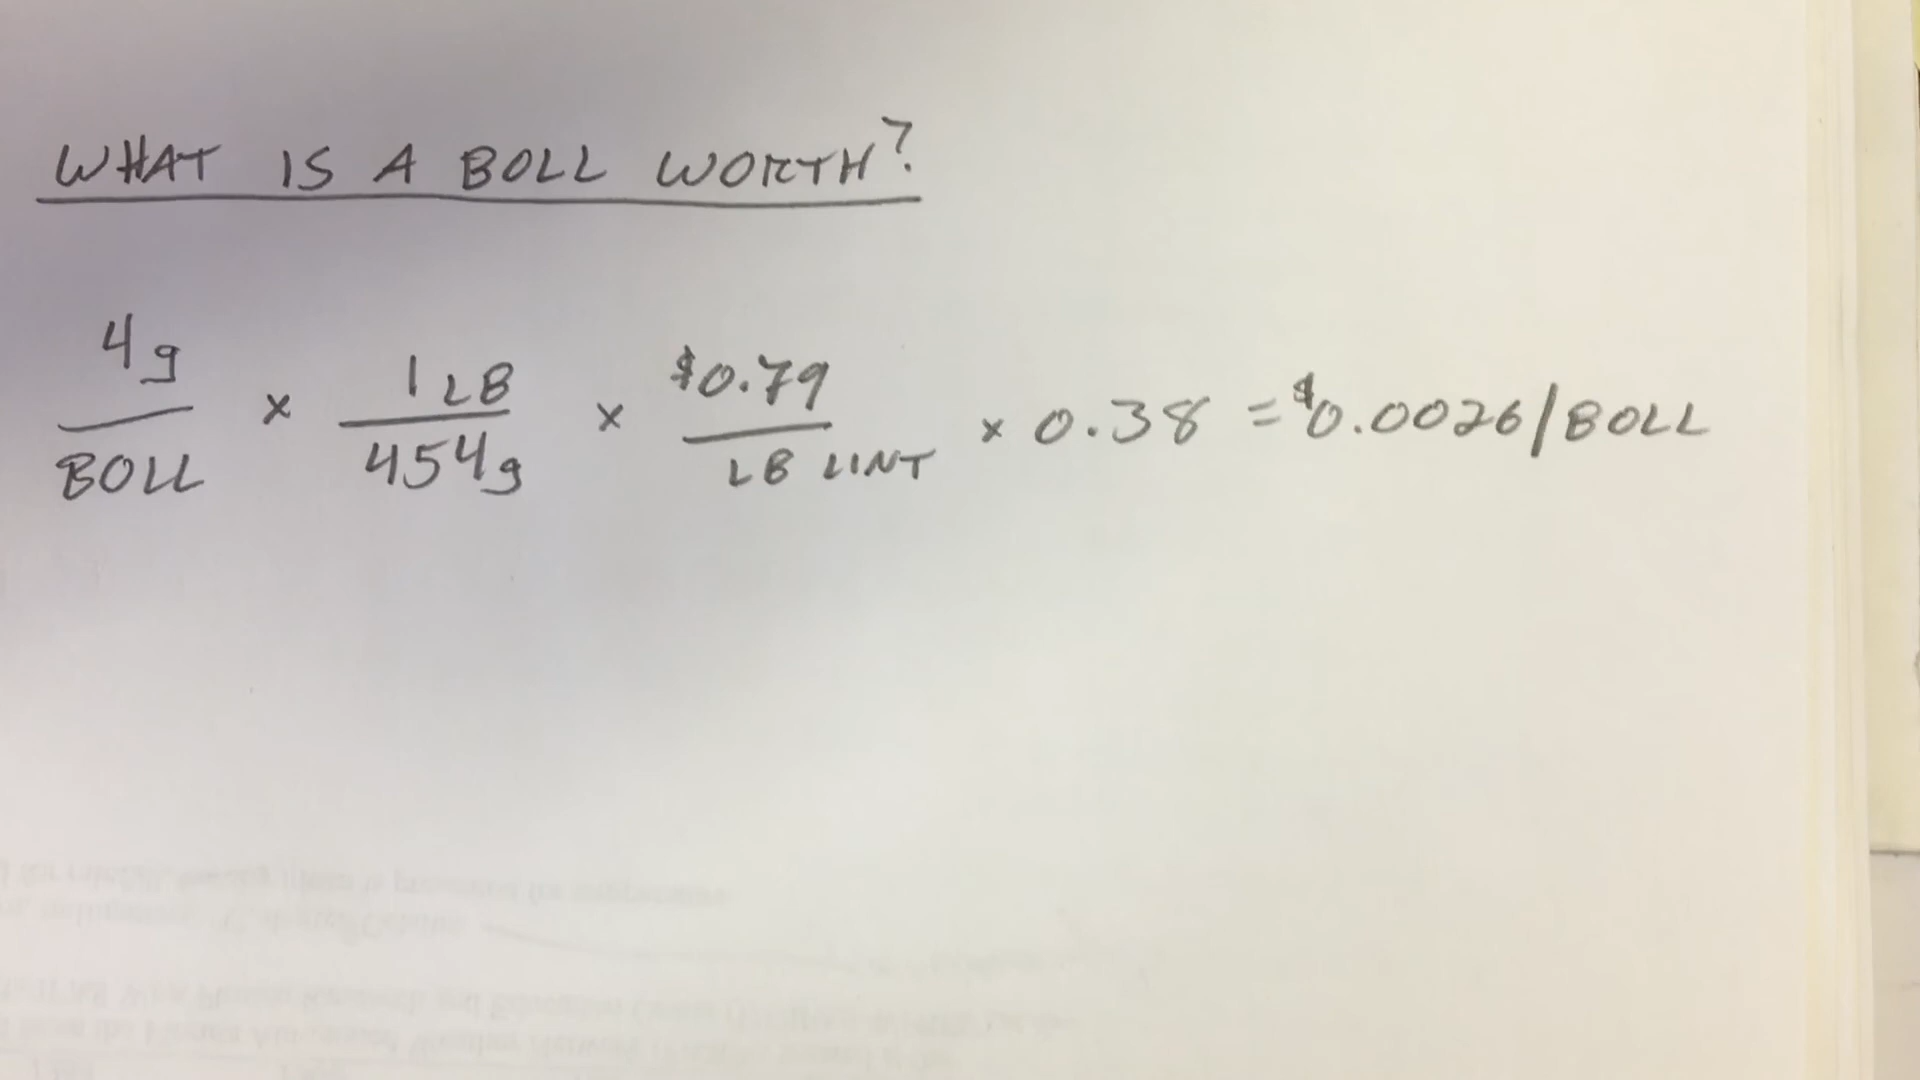 WHAT IS A BOLL WORTH?
4g/BOLL × 1 LB/454g × $0.79/LB LINT × 0.38 = $0.0026/BOLL